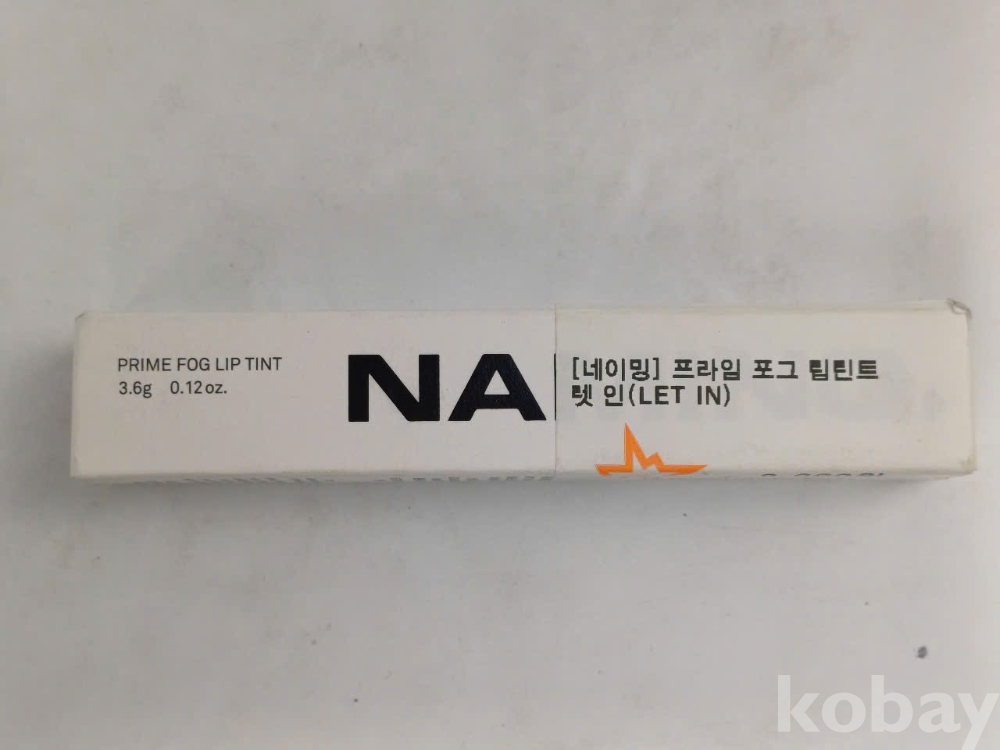 PRIME FOG LIP TINT
3.6g 0.12 oz.
NA
[네이밍] 프라임 포그 립틴트
렛 인(LET IN)
kobay